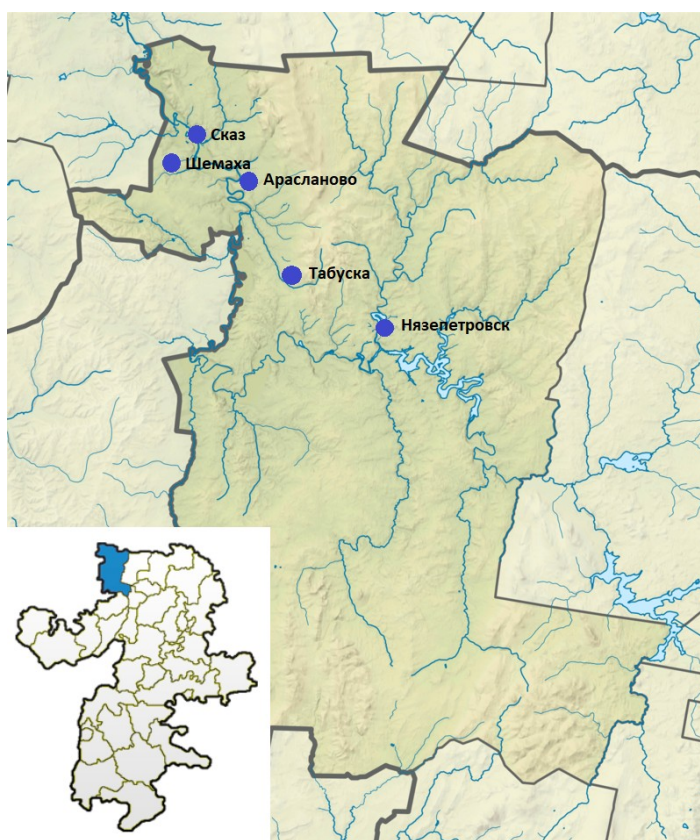 Сказ
Шемаха
Арасланово
Табуска
Нязепетровск